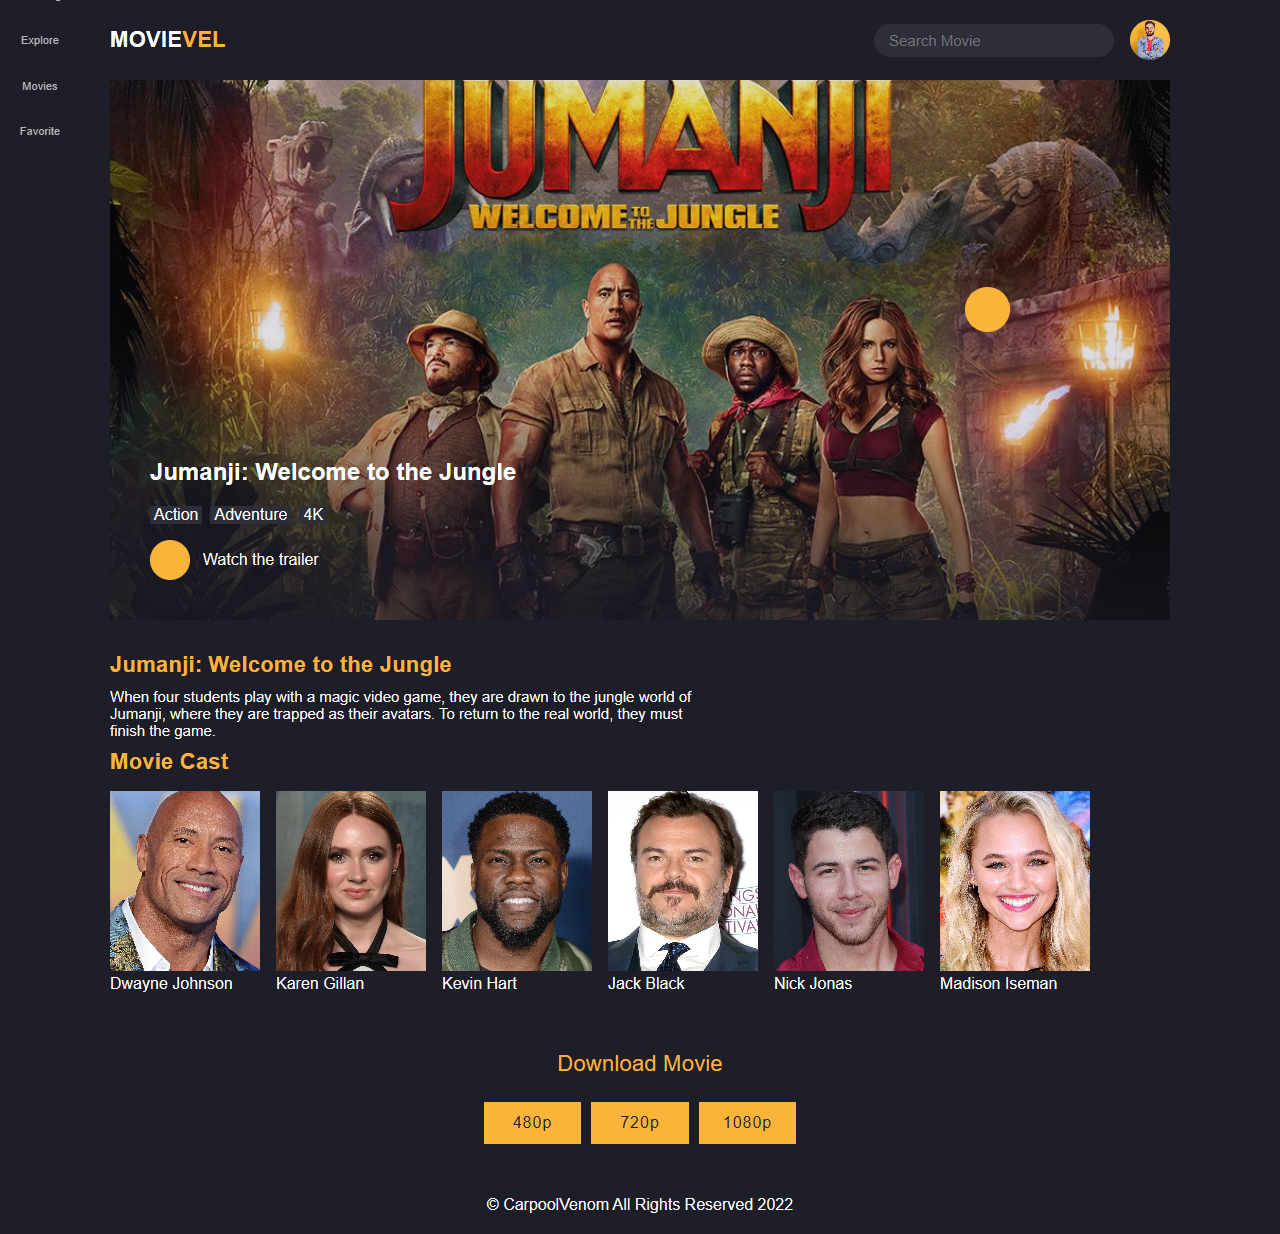 MOVIEVEL
Search Movie
Explore
Movies
Favorite
JUMANJI
WELCOME TO THE JUNGLE
Jumanji: Welcome to the Jungle
Action Adventure 4K
Watch the trailer
Jumanji: Welcome to the Jungle
When four students play with a magic video game, they are drawn to the jungle world of
Jumanji, where they are trapped as their avatars. To return to the real world, they must
finish the game.
Movie Cast
Dwayne Johnson Karen Gillan Kevin Hart Jack Black Nick Jonas Madison Iseman
Download Movie
480p 720p 1080p
© CarpoolVenom All Rights Reserved 2022